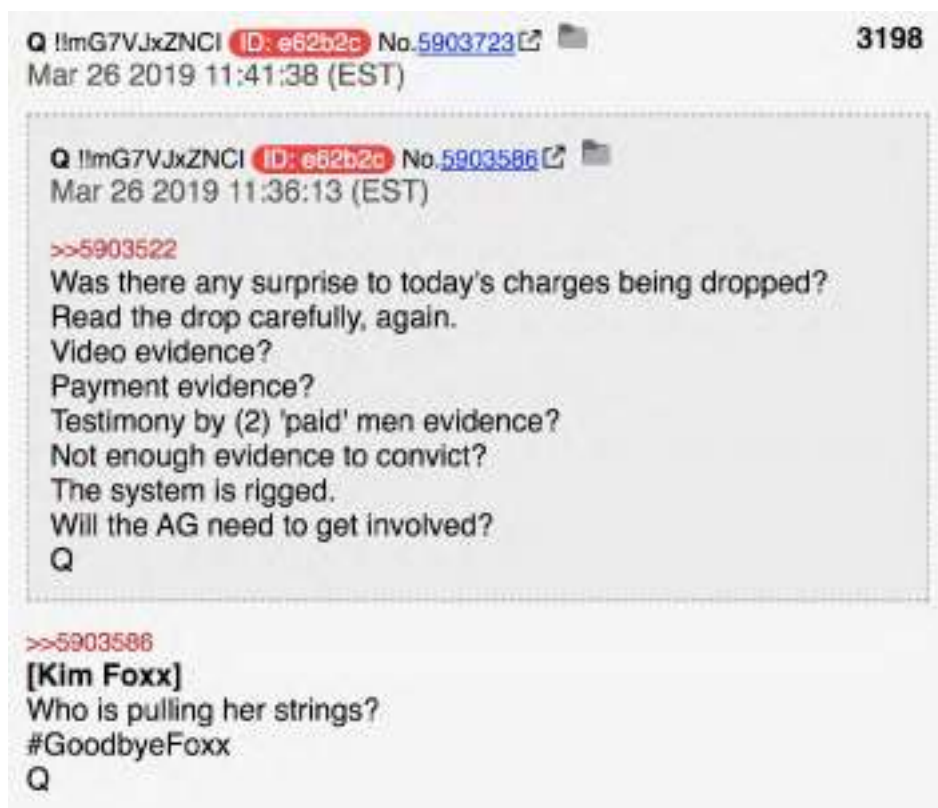 Q !!mG7VJxZNCI ID: e62b2c No.5903723 3198
Mar 26 2019 11:41:38 (EST)
Q !!mG7VJxZNCI ID: e62b2c No.5903586
Mar 26 2019 11:36:13 (EST)
>>5903522
Was there any surprise to today's charges being dropped?
Read the drop carefully, again.
Video evidence?
Payment evidence?
Testimony by (2) 'paid' men evidence?
Not enough evidence to convict?
The system is rigged.
Will the AG need to get involved?
Q
>>5903586
[Kim Foxx]
Who is pulling her strings?
#GoodbyeFoxx
Q